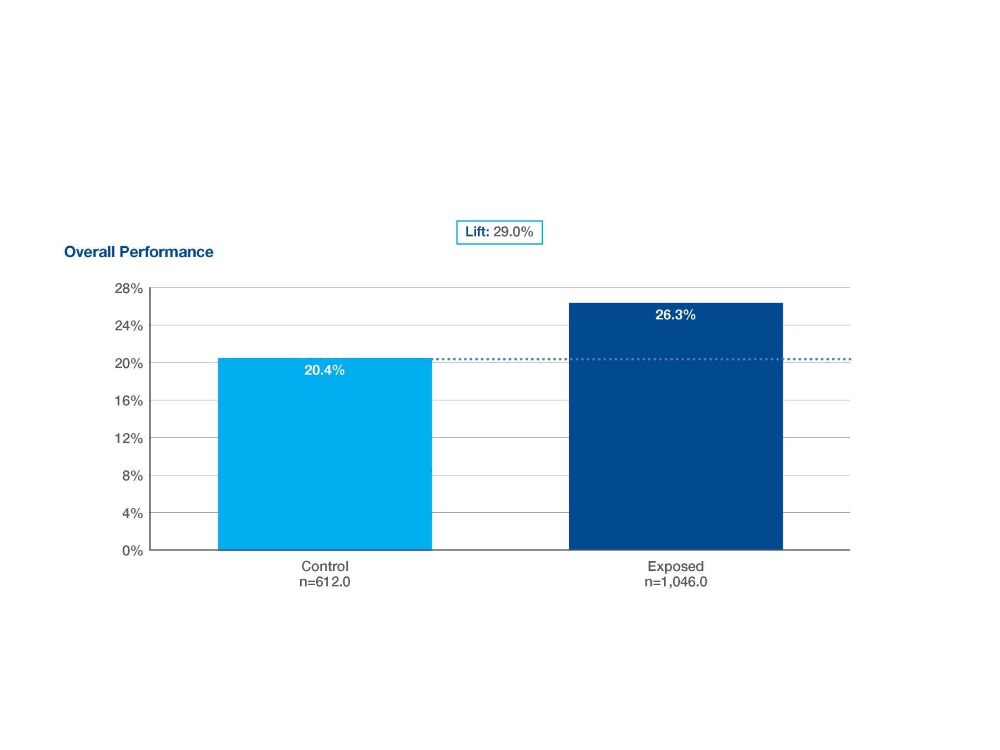 Lift: 29.0%
Overall Performance
28%
26.3%
24%
20%
20.4%
16%
12%
8%
4%
0%
Control
n=612.0
Exposed
n=1,046.0